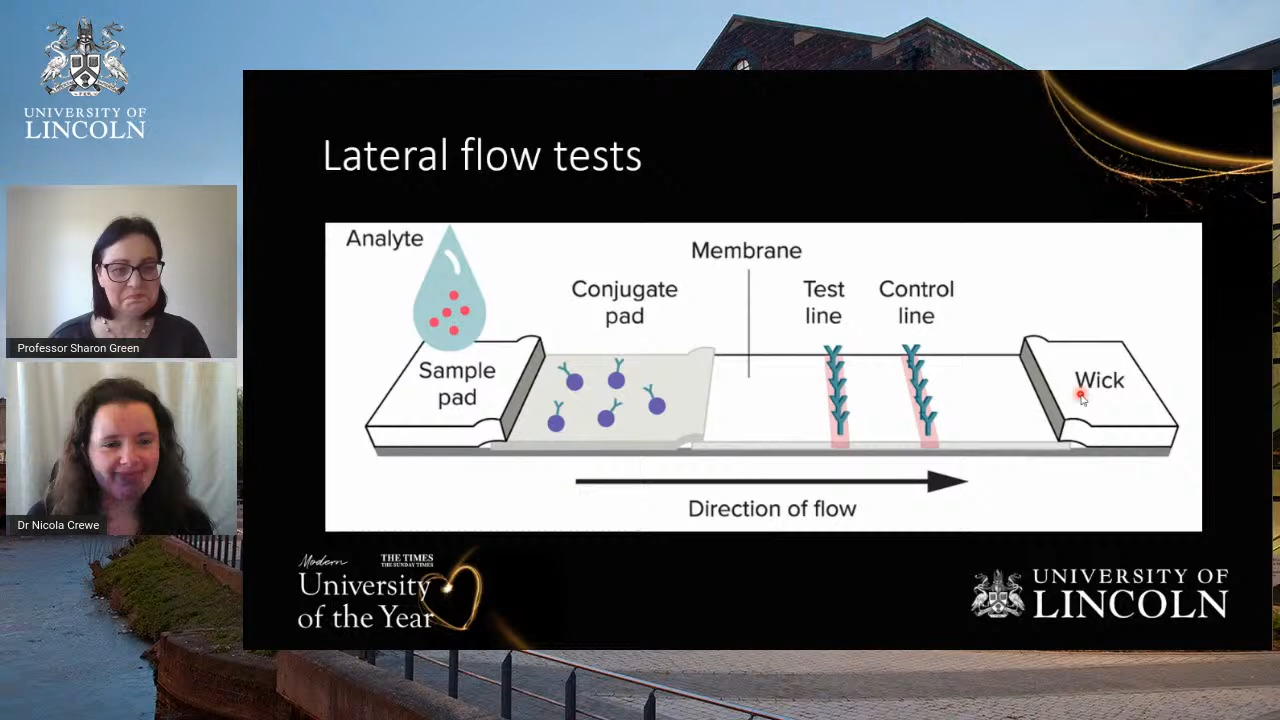 UNIVERSITY OF
LINCOLN
Professor Sharon Green
Dr Nicola Crewe
Lateral flow tests
Analyte
Sample
pad
Conjugate
pad
Membrane
Test
line
Control
line
Wick
Direction of flow
Modern
THE TIMES
THE SUNDAY TIMES
University
of the Year
UNIVERSITY OF
LINCOLN